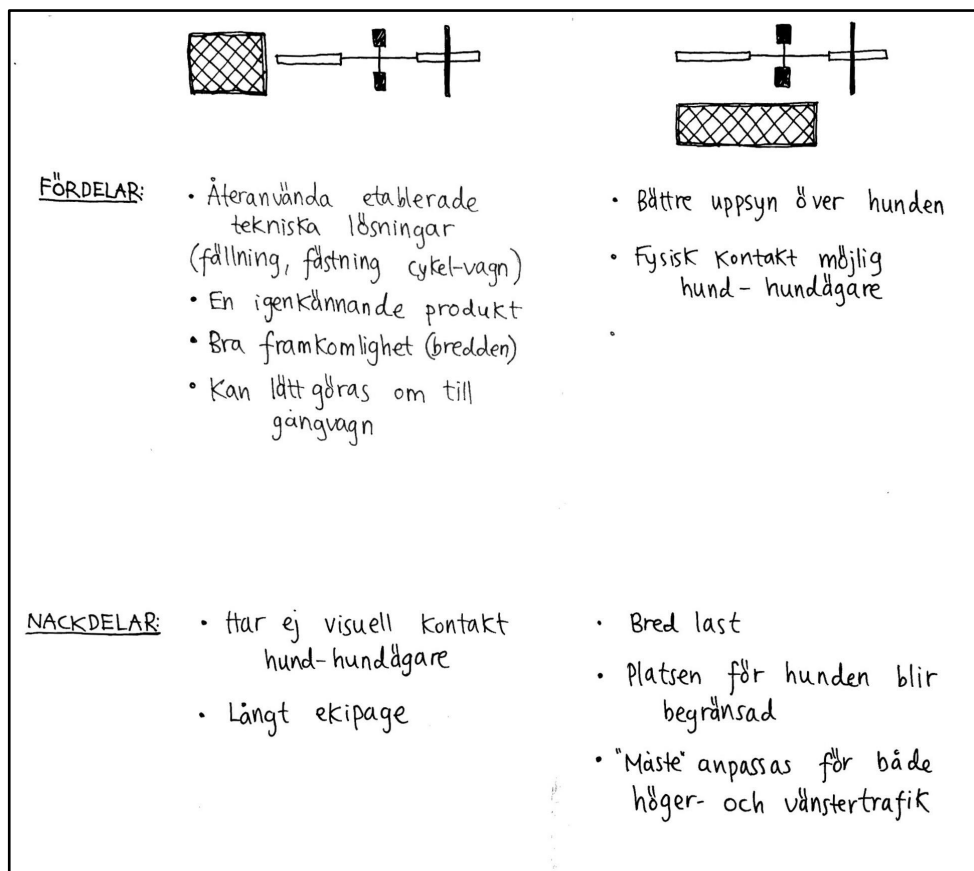 FÖRDELAR:
• Återanvända etablerade
tekniska lösningar
(fällning, fästning cykel-vagn)
• En igenkännande produkt
• Bra framkomlighet (bredden)
• Kan lätt göras om till
gångvagn
• Bättre uppsyn över hunden
• Fysisk kontakt möjlig
hund-hundägare
•
NACKDELAR:
• Har ej visuell kontakt
hund-hundägare
• Långt ekipage
• Bred last
• Platsen för hunden blir
begränsad
• "Måste" anpassas för både
höger- och vänstertrafik